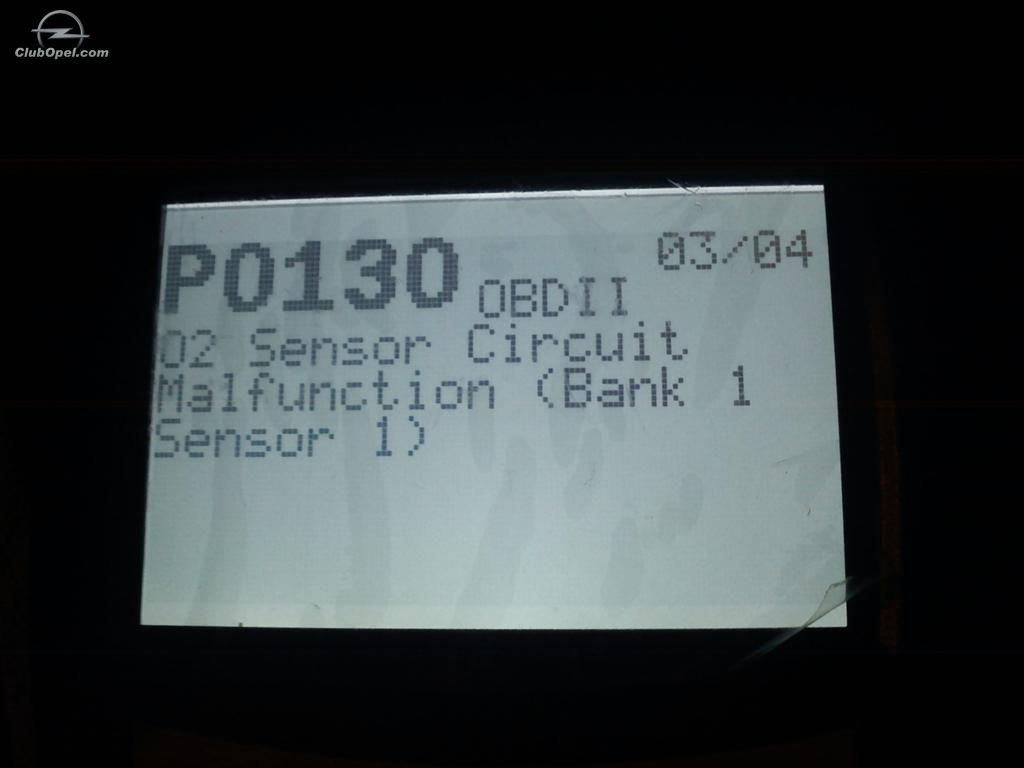 ClubOpel.com
P0130 OBDII 03/04
O2 Sensor Circuit
Malfunction (Bank 1
Sensor 1)